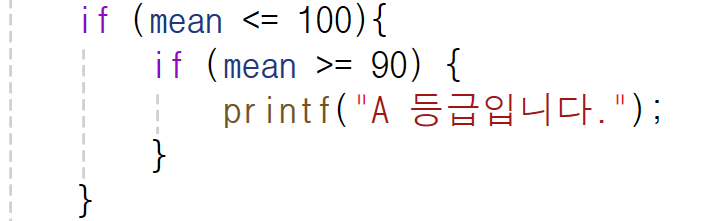 if (mean <= 100){
if (mean >= 90) {
printf("A 등급입니다.");
}
}